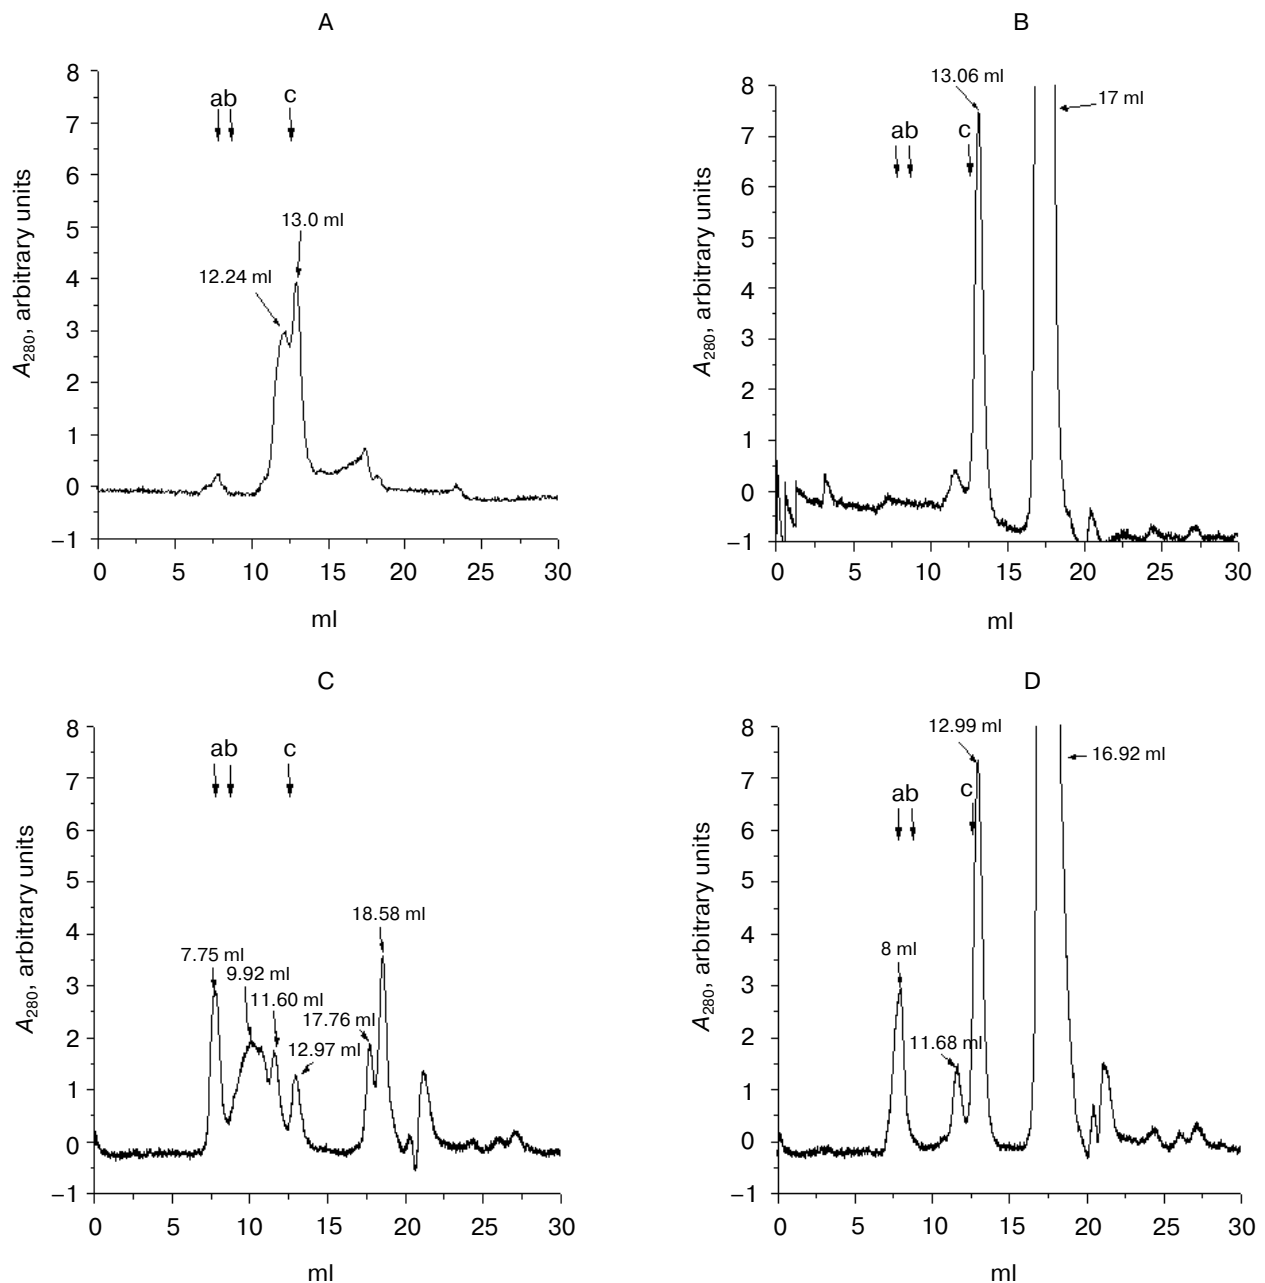 A
8
7
6
5
4
3
2
1
0
−1
A280, arbitrary units
ab
c
13.0 ml
12.24 ml
0 5 10 15 20 25 30
ml
B
8
7
6
5
4
3
2
1
0
−1
A280, arbitrary units
13.06 ml
17 ml
ab
c
0 5 10 15 20 25 30
ml
C
8
7
6
5
4
3
2
1
0
−1
A280, arbitrary units
ab
c
18.58 ml
7.75 ml
9.92 ml
11.60 ml
17.76 ml
12.97 ml
0 5 10 15 20 25 30
ml
D
8
7
6
5
4
3
2
1
0
−1
A280, arbitrary units
12.99 ml
16.92 ml
ab
c
8 ml
11.68 ml
0 5 10 15 20 25 30
ml